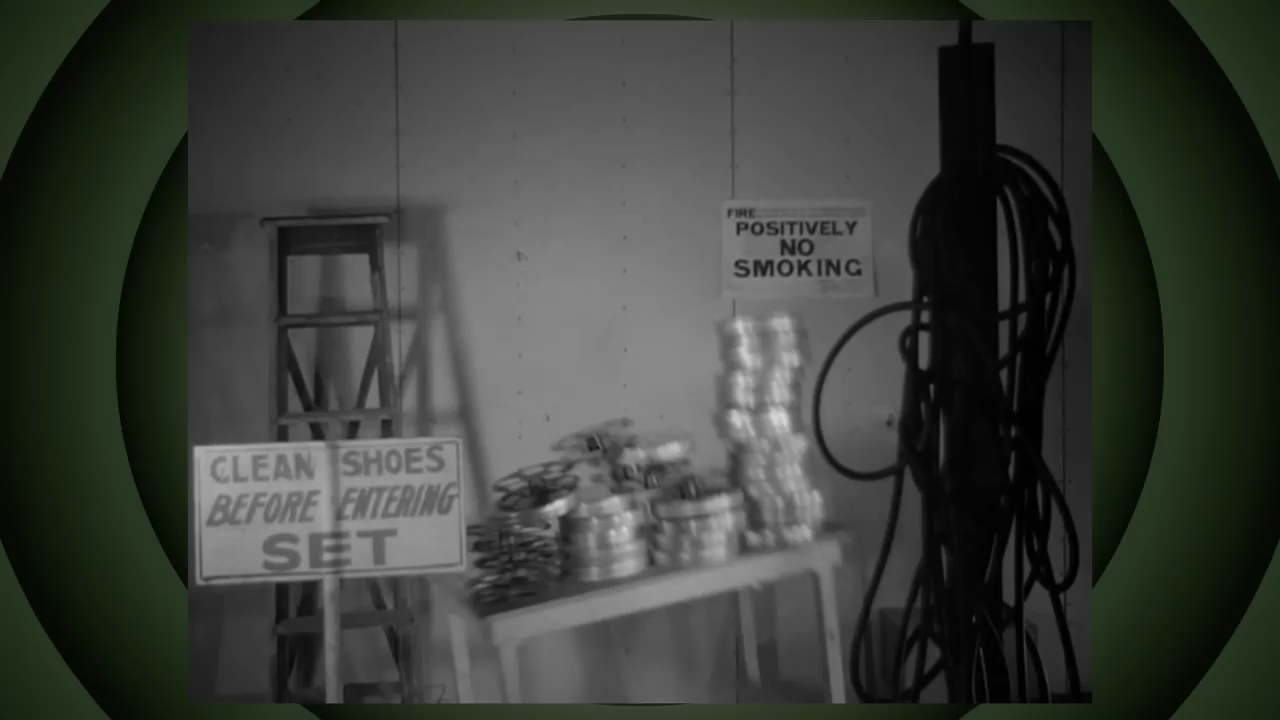 FIRE
POSITIVELY
NO
SMOKING
CLEAN SHOES
BEFORE ENTERING
SET